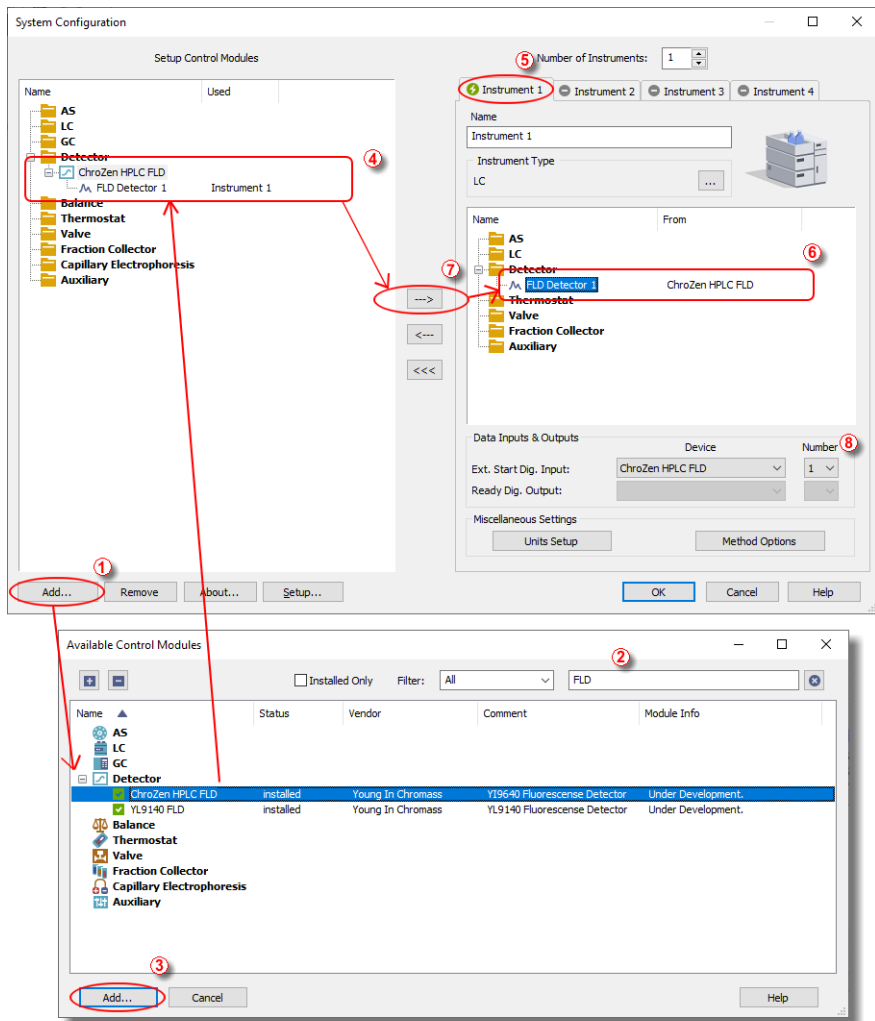 System Configuration
Setup Control Modules
Name Used
AS
LC
GC
Detector
ChroZen HPLC FLD
FLD Detector 1 Instrument 1
Balance
Thermostat
Valve
Fraction Collector
Capillary Electrophoresis
Auxiliary
④
⑦
--->
<---
<<<
⑤ Number of Instruments: 1
Instrument 1 Instrument 2 Instrument 3 Instrument 4
Name
Instrument 1
Instrument Type
LC ...
Name From
AS
LC
Detector
⑥
FLD Detector 1 ChroZen HPLC FLD
Thermostat
Valve
Fraction Collector
Auxiliary
Data Inputs & Outputs
Device Number ⑧
Ext. Start Dig. Input: ChroZen HPLC FLD 1
Ready Dig. Output:
Miscellaneous Settings
Units Setup Method Options
①
Add... Remove About... Setup... OK Cancel Help
Available Control Modules
②
Installed Only Filter: All FLD
Name Status Vendor Comment Module Info
AS
LC
GC
Detector
ChroZen HPLC FLD installed Young In Chromass YI9640 Fluorescense Detector Under Development.
YL9140 FLD installed Young In Chromass YL9140 Fluorescense Detector Under Development.
Balance
Thermostat
Valve
Fraction Collector
Capillary Electrophoresis
Auxiliary
③
Add... Cancel Help